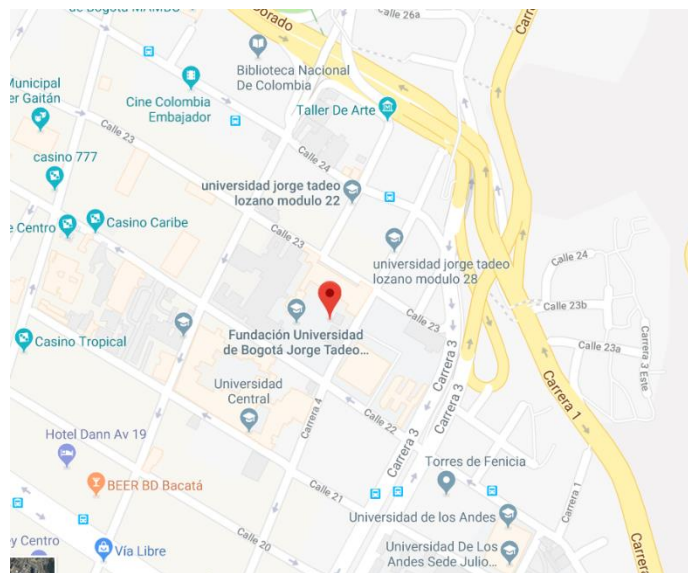 de Bogotá MAMBO
Calle 26a
Dorado
Biblioteca Nacional
De Colombia
Municipal
er Gaitán
Cine Colombia
Embajador
Taller De Arte
Calle 23
Calle 24
casino 777
universidad jorge tadeo
lozano modulo 22
e Centro
Casino Caribe
Calle 23
universidad jorge tadeo
lozano modulo 28
Calle 24
Calle 23b
Calle 23
Calle 23a
Carrera 3 Este
Fundación Universidad
de Bogotá Jorge Tadeo...
Casino Tropical
Carrera 3
Carrera 3
Carrera 1
Universidad
Central
Carrera 4
Calle 22
Carrera 3
Hotel Dann Av 19
Torres de Fenicia
BEER BD Bacatá
Calle 21
Carrera 1
Universidad de los Andes
Calle 20
ey Centro
Vía Libre
Universidad De Los
Andes Sede Julio...